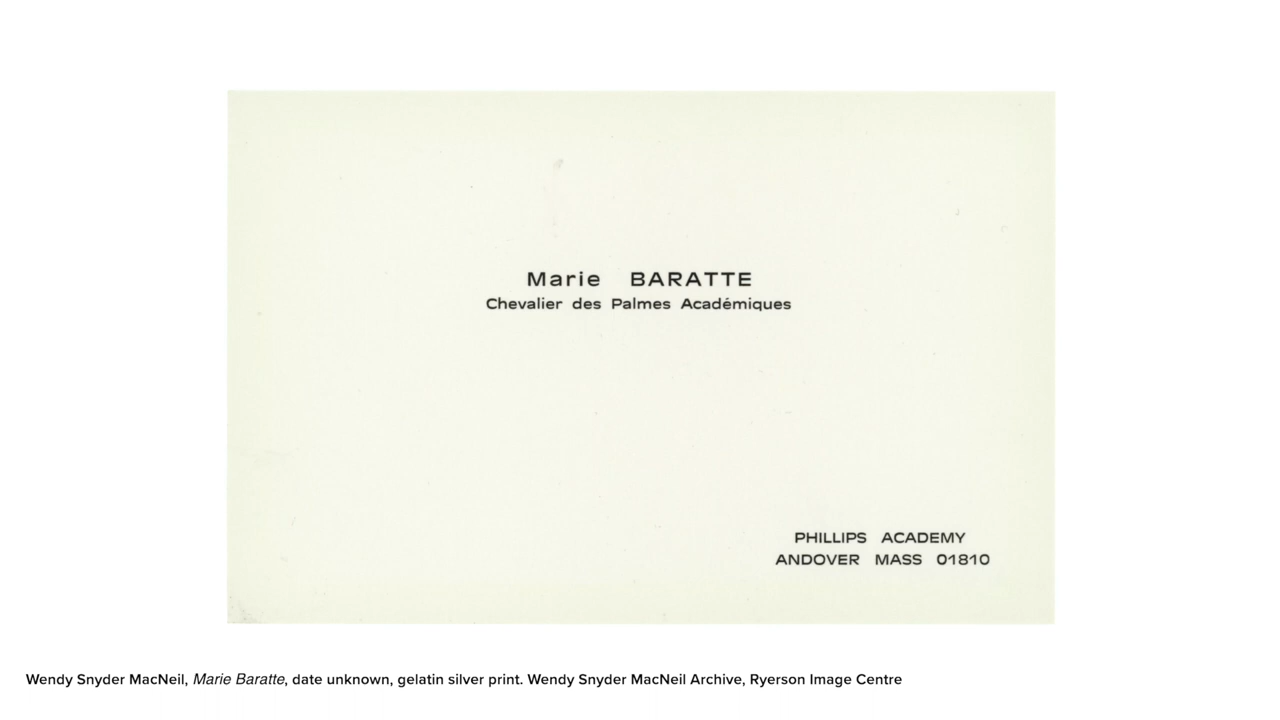 Marie BARATTE
Chevalier des Palmes Académiques
PHILLIPS ACADEMY
ANDOVER MASS 01810
Wendy Snyder MacNeil, Marie Baratte, date unknown, gelatin silver print. Wendy Snyder MacNeil Archive, Ryerson Image Centre